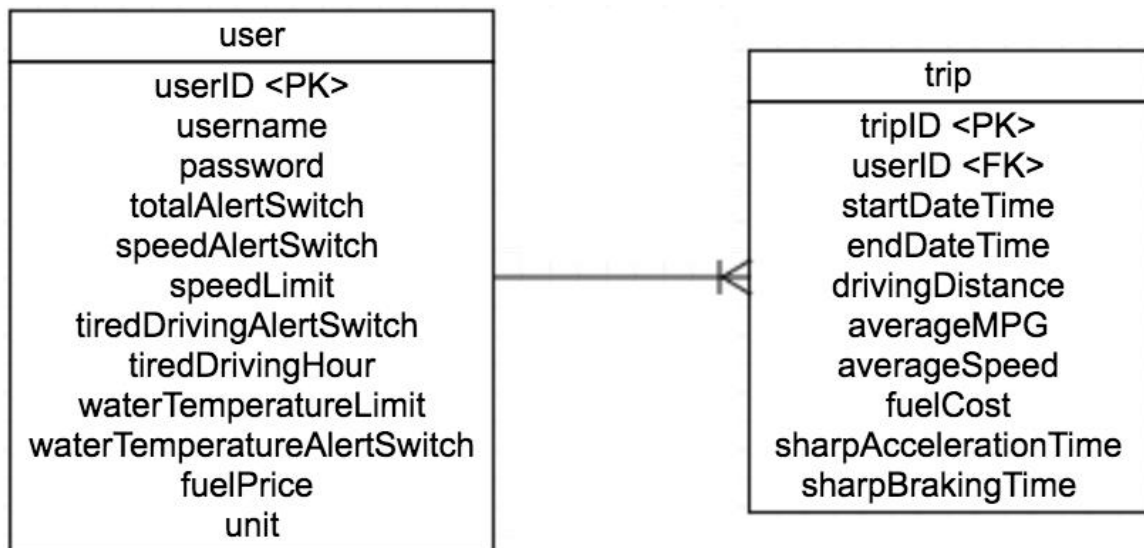 user
userID <PK>
username
password
totalAlertSwitch
speedAlertSwitch
speedLimit
tiredDrivingAlertSwitch
tiredDrivingHour
waterTemperatureLimit
waterTemperatureAlertSwitch
fuelPrice
unit
trip
tripID <PK>
userID <FK>
startDateTime
endDateTime
drivingDistance
averageMPG
averageSpeed
fuelCost
sharpAccelerationTime
sharpBrakingTime